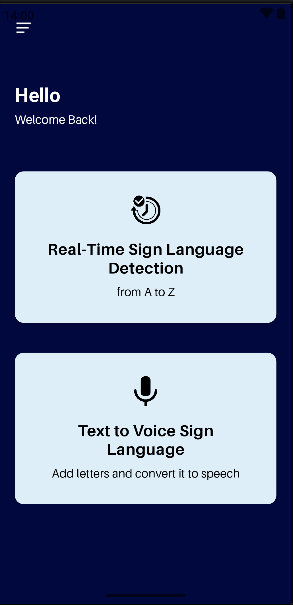 Hello
Welcome Back!
Real-Time Sign Language
Detection
from A to Z
Text to Voice Sign
Language
Add letters and convert it to speech